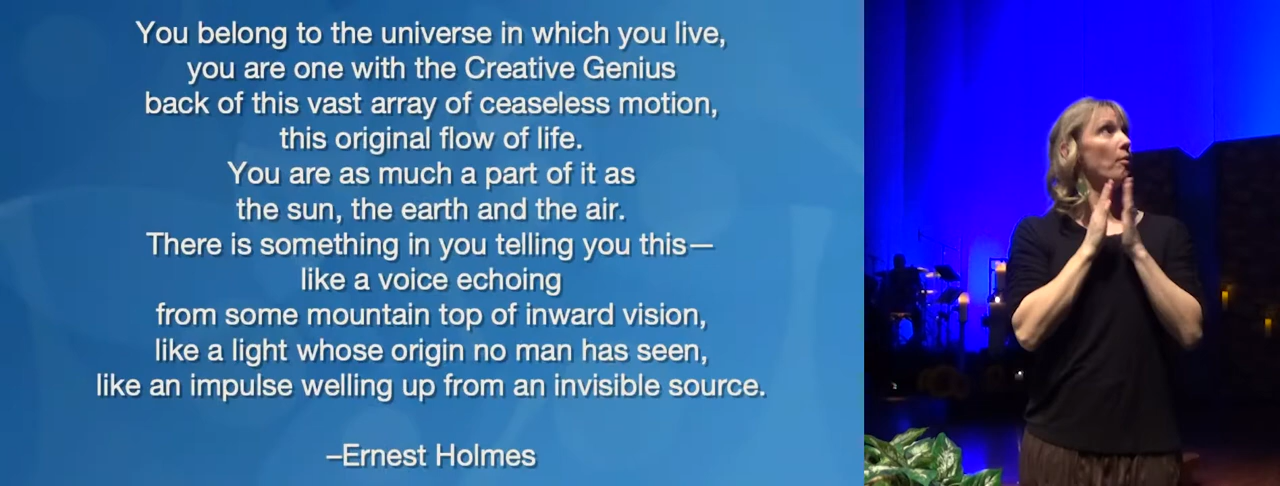 You belong to the universe in which you live,
you are one with the Creative Genius
back of this vast array of ceaseless motion,
this original flow of life.
You are as much a part of it as
the sun, the earth and the air.
There is something in you telling you this—
like a voice echoing
from some mountain top of inward vision,
like a light whose origin no man has seen,
like an impulse welling up from an invisible source.
–Ernest Holmes